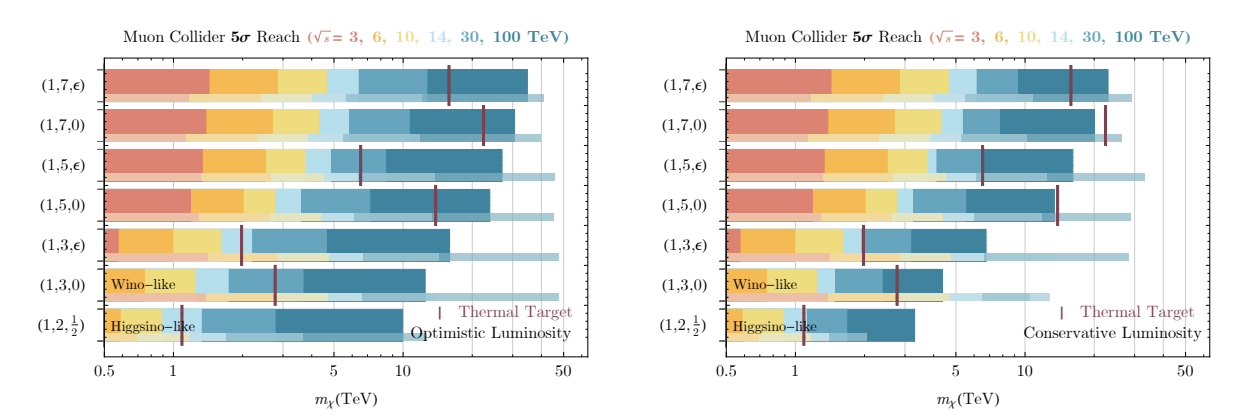 Muon Collider 5σ Reach (√s = 3, 6, 10, 14, 30, 100 TeV)
(1,7,ϵ)
(1,7,0)
(1,5,ϵ)
(1,5,0)
(1,3,ϵ)
(1,3,0)
Wino−like
(1,2,1/2)
Higgsino−like
Thermal Target
Optimistic Luminosity
0.5 1 5 10 50
mχ(TeV)
Muon Collider 5σ Reach (√s = 3, 6, 10, 14, 30, 100 TeV)
(1,7,ϵ)
(1,7,0)
(1,5,ϵ)
(1,5,0)
(1,3,ϵ)
(1,3,0)
Wino−like
(1,2,1/2)
Higgsino−like
Thermal Target
Conservative Luminosity
0.5 1 5 10 50
mχ(TeV)